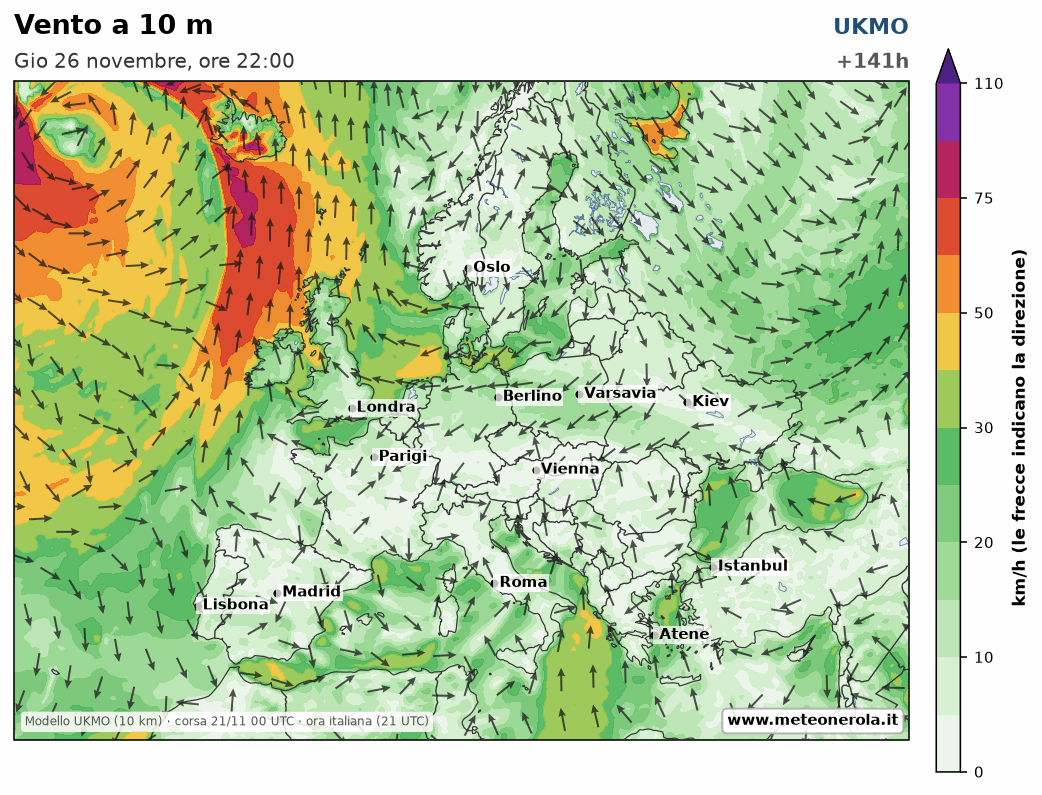 Vento a 10 m
UKMO
Gio 26 novembre, ore 22:00
+141h
110
75
50
30
20
10
0
km/h (le frecce indicano la direzione)
Oslo
Berlino
Varsavia
Kiev
Londra
Parigi
Vienna
Istanbul
Roma
Madrid
Lisbona
Atene
Modello UKMO (10 km) · corsa 21/11 00 UTC · ora italiana (21 UTC)
www.meteonerola.it